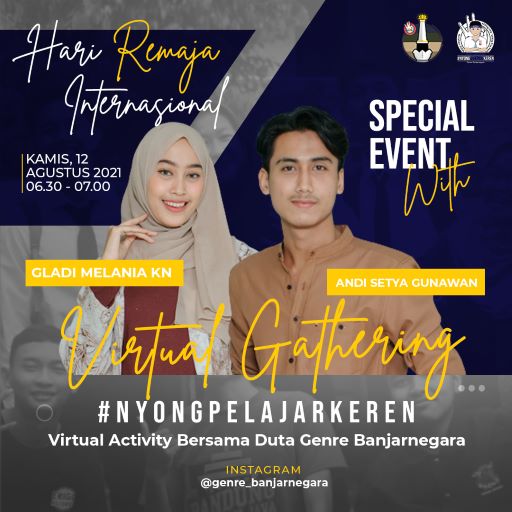 Hari Remaja
Internasional
KAMIS, 12
AGUSTUS 2021
06.30 - 07.00
SPECIAL
EVENT
With
GLADI MELANIA KN
ANDI SETYA GUNAWAN
Virtual Gathering
#NYONGPELAJARKEREN
Virtual Activity Bersama Duta Genre Banjarnegara
INSTAGRAM
@genre_banjarnegara